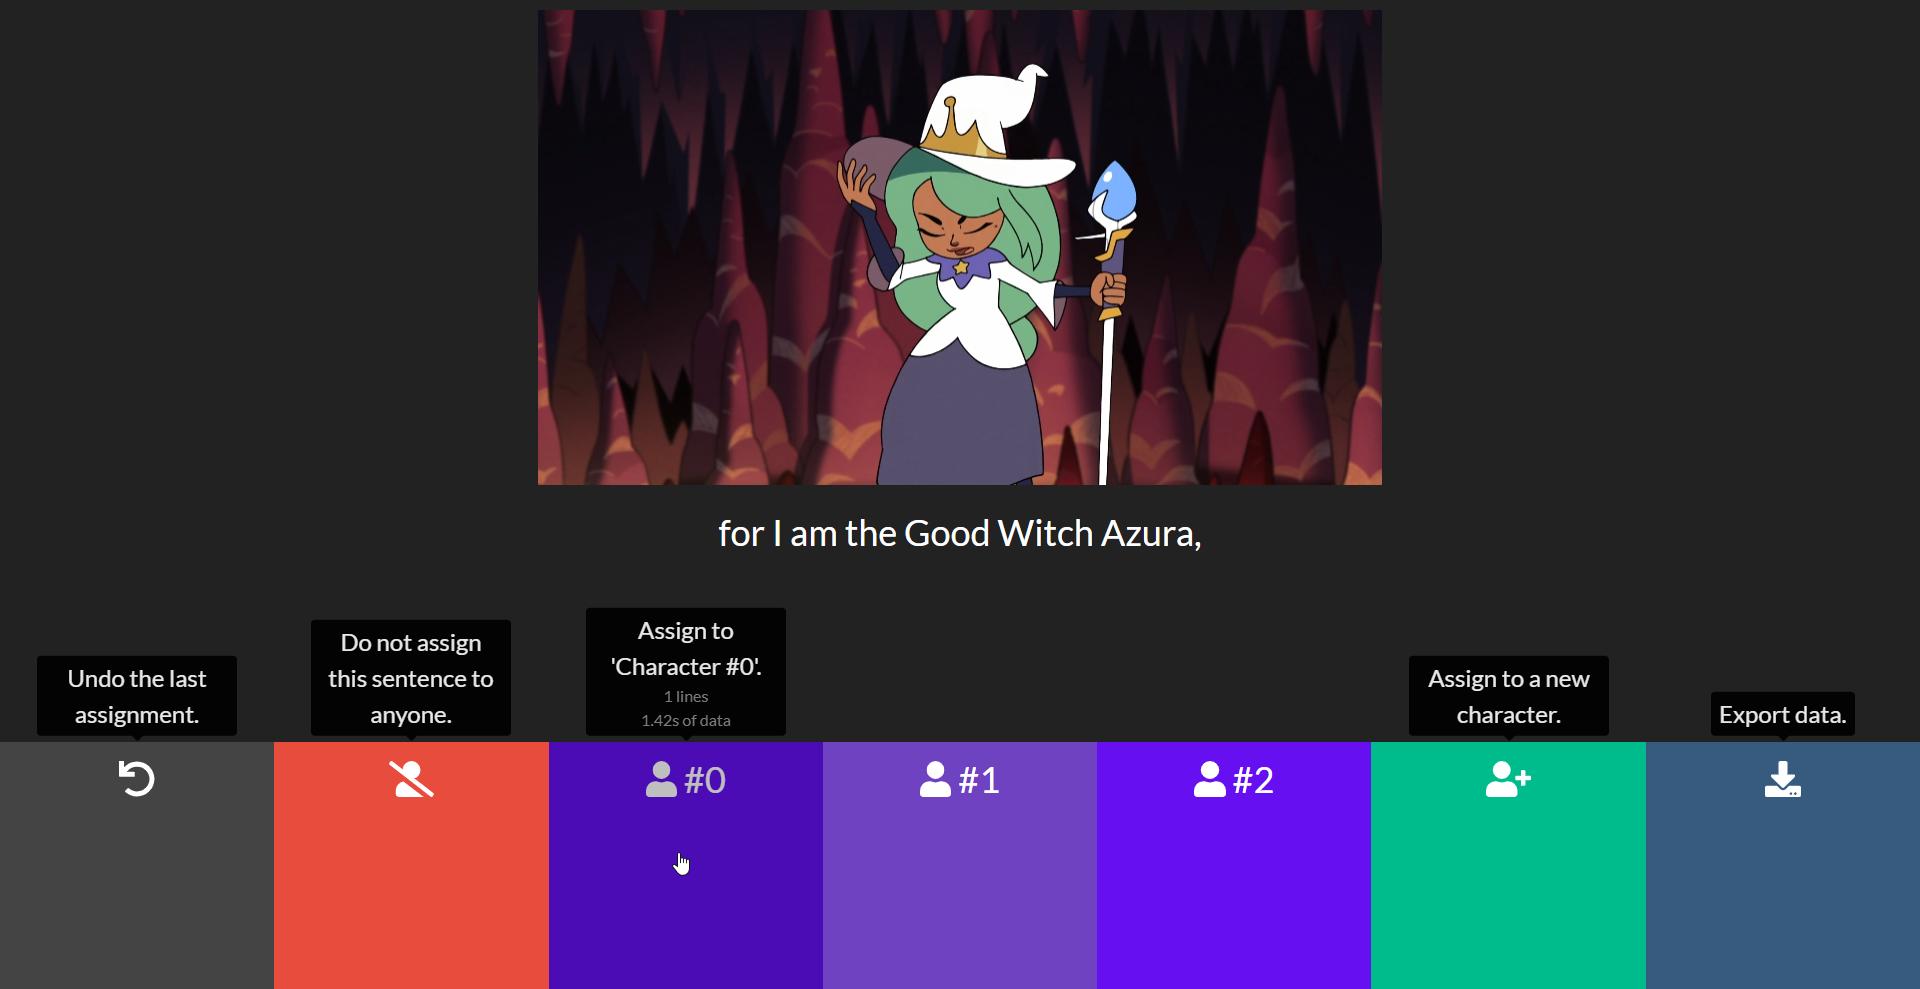 for I am the Good Witch Azura,
Undo the last
assignment.
Do not assign
this sentence to
anyone.
Assign to
'Character #0'.
1 lines
1.42s of data
Assign to a new
character.
Export data.
#0
#1
#2